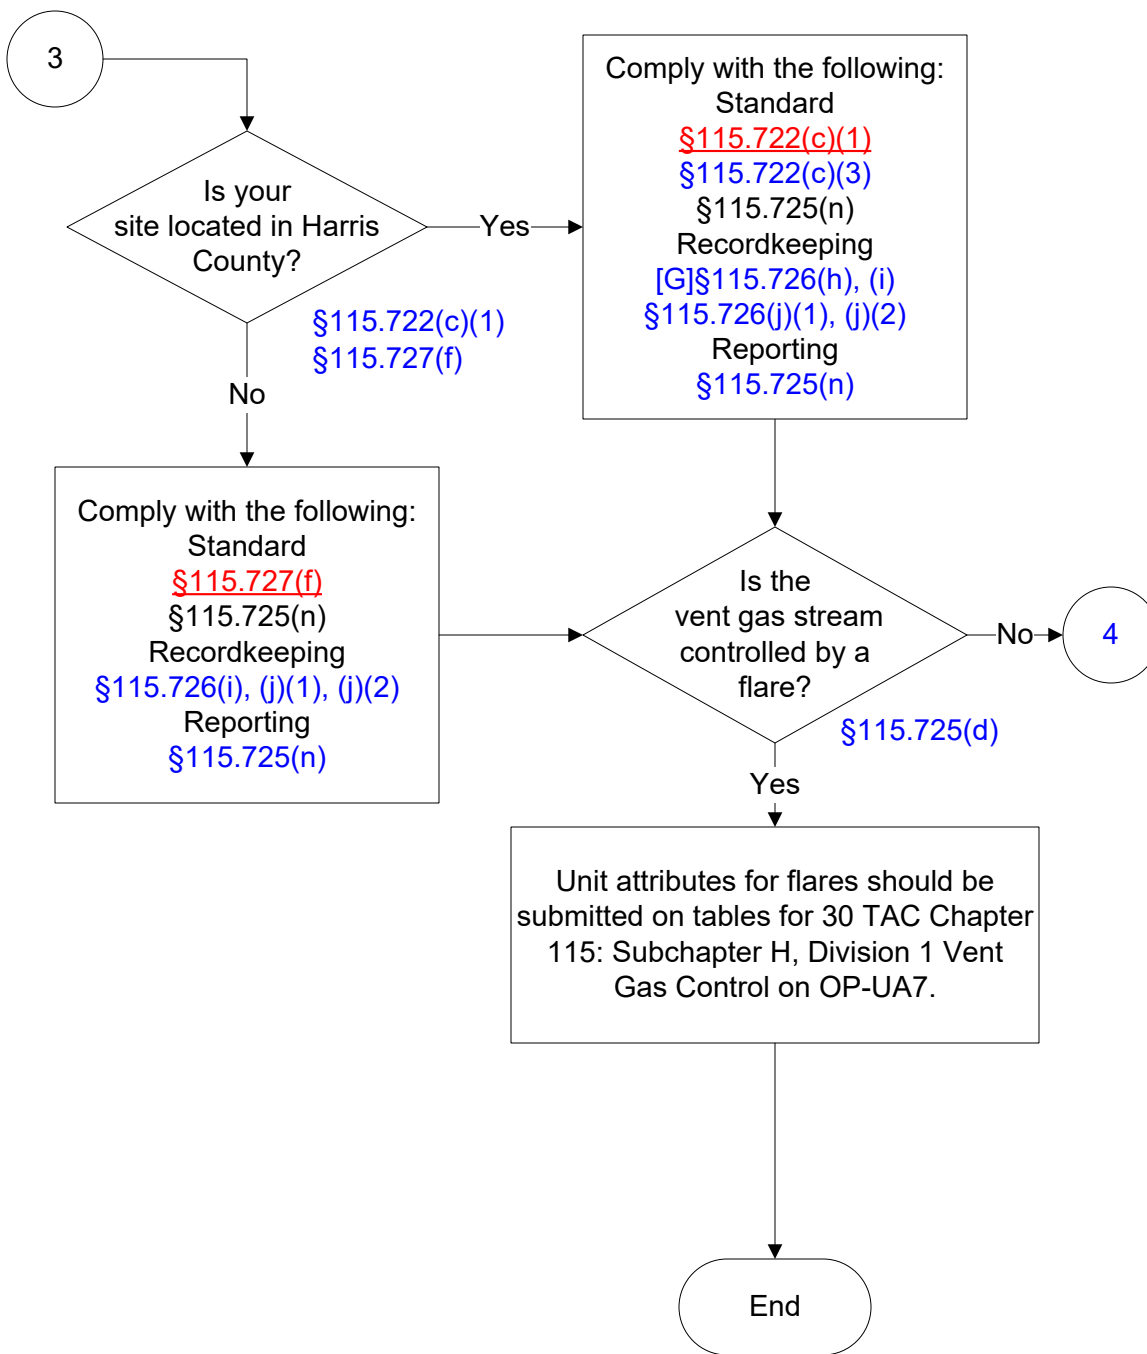 3
Is your
site located in Harris
County?
Yes
§115.722(c)(1)
§115.727(f)
No
Comply with the following:
Standard
§115.722(c)(1)
§115.722(c)(3)
§115.725(n)
Recordkeeping
[G]§115.726(h), (i)
§115.726(j)(1), (j)(2)
Reporting
§115.725(n)
Comply with the following:
Standard
§115.727(f)
§115.725(n)
Recordkeeping
§115.726(i), (j)(1), (j)(2)
Reporting
§115.725(n)
Is the
vent gas stream
controlled by a
flare?
No
4
§115.725(d)
Yes
Unit attributes for flares should be
submitted on tables for 30 TAC Chapter
115: Subchapter H, Division 1 Vent
Gas Control on OP-UA7.
End